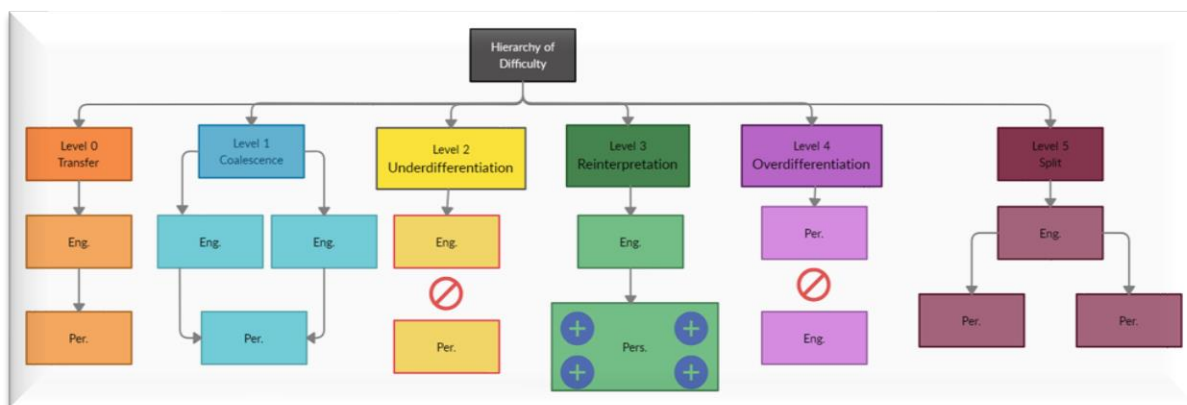 Hierarchy of
Difficulty
Level 0
Transfer
Level 1
Coalescence
Level 2
Underdifferentiation
Level 3
Reinterpretation
Level 4
Overdifferentiation
Level 5
Split
Eng.
Eng.
Eng.
Eng.
Eng.
Per.
Eng.
Per.
Per.
Per.
Pers.
Eng.
Per.
Per.